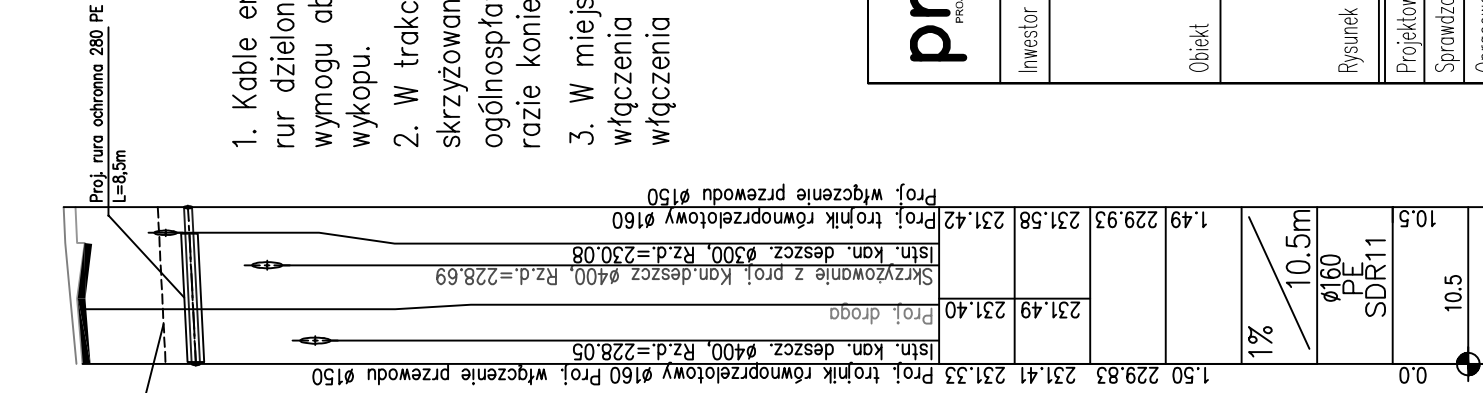 Proj. rura ochronna 280 PE
L=8,5m
1. Kable
rur dzielon
wymogu
wykopu.
2. W trakc
skrzyżowan
ogólnospła
razie konie
3. W miejs
włączenia
włączenia
pr
PRO
Inwestor
Obiekt
Rysunek
Projektow
Sprawdzo
Proj. włączenie przewodu ø150
Proj. trojnik równoprzelotowy ø160
Istn. kan. deszcz. ø300, Rz.d.=230.08
Skrzyżowanie z proj. Kan.deszcz ø400, Rz.d.=228.69
Proj. droga
Istn. kan. deszcz. ø400, Rz.d.=228.05
Proj. trojnik równoprzelotowy ø160 Proj. włączenie przewodu ø150
231.42 231.58 229.93 1.49 10.5
231.40 231.49
231.33 231.41 229.83 1.50 0.0
1%
10.5m
ø160
PE
SDR11
10.5